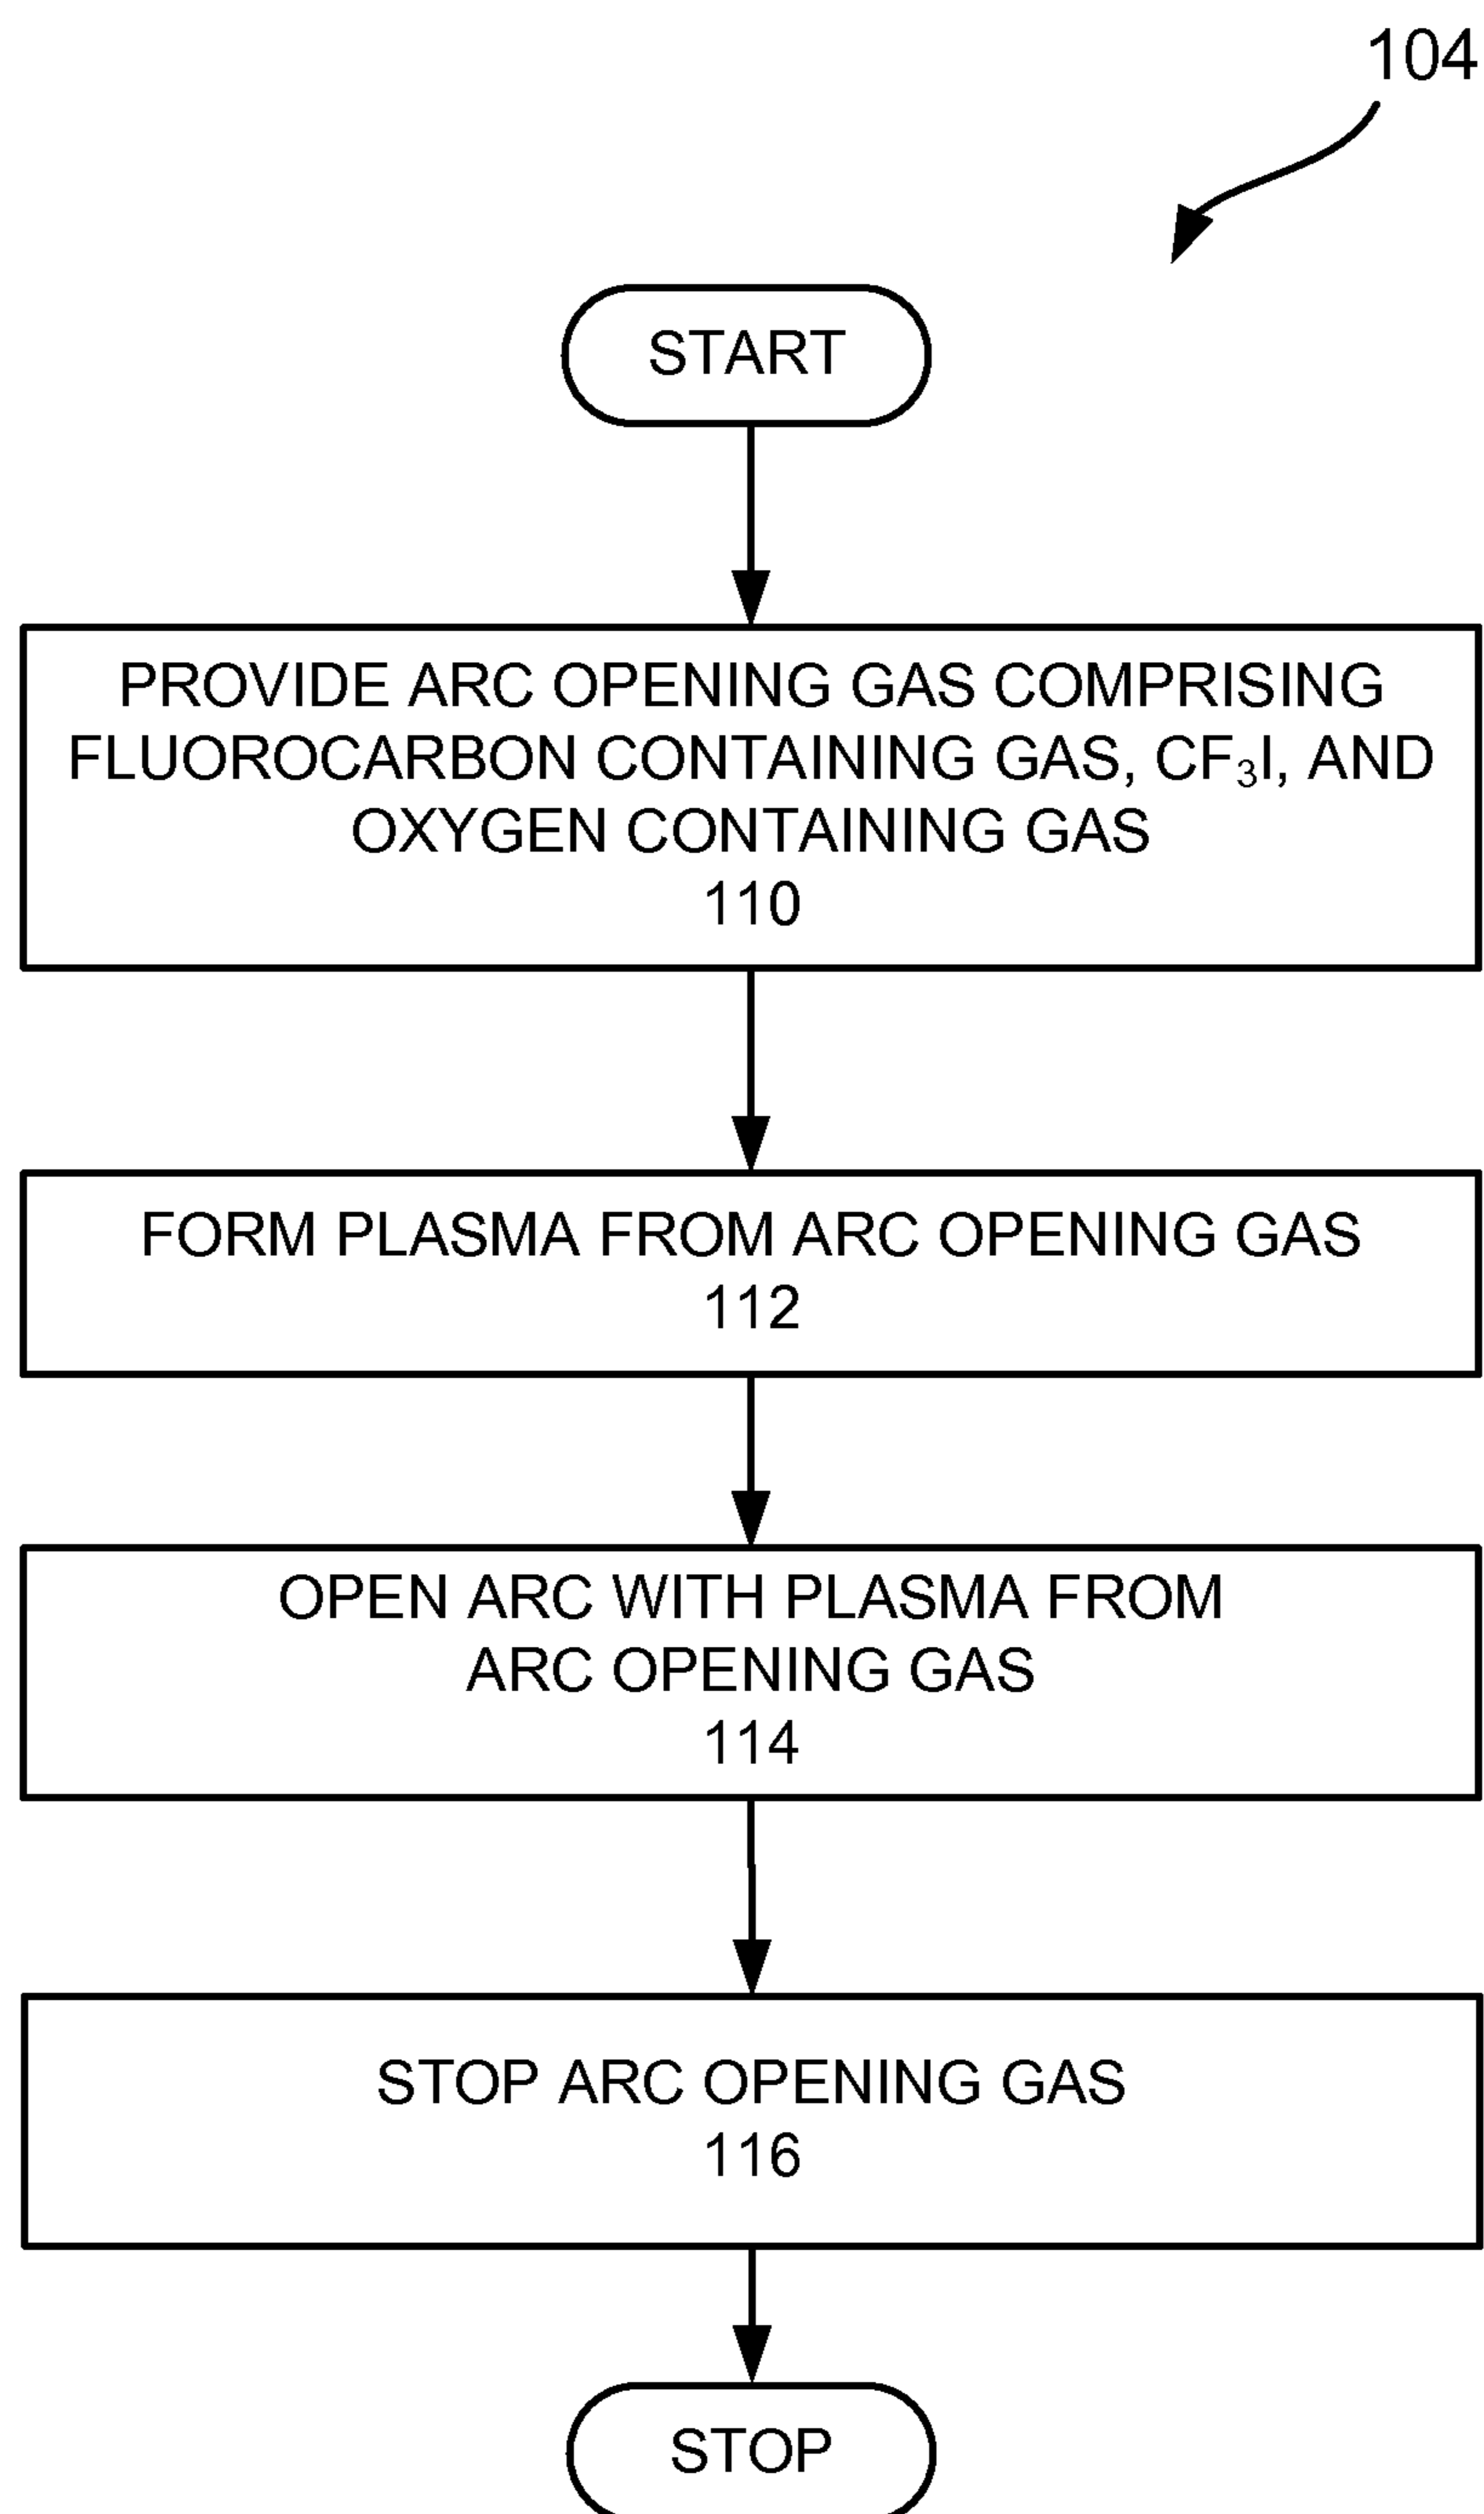 104
START
PROVIDE ARC OPENING GAS COMPRISING
FLUOROCARBON CONTAINING GAS, CF₃I, AND
OXYGEN CONTAINING GAS
110
FORM PLASMA FROM ARC OPENING GAS
112
OPEN ARC WITH PLASMA FROM
ARC OPENING GAS
114
STOP ARC OPENING GAS
116
STOP